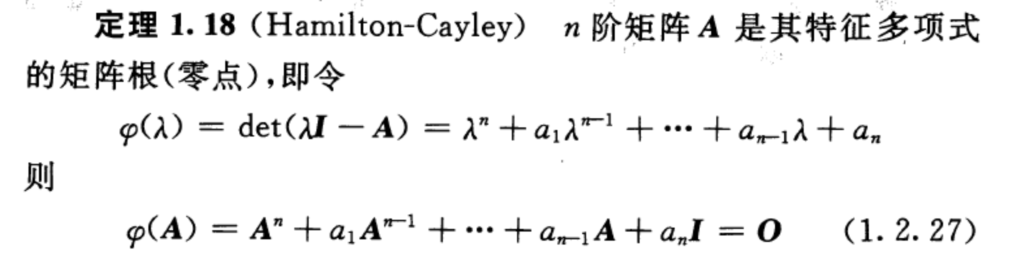 定理 1.18 (Hamilton-Cayley) n 阶矩阵 A 是其特征多项式
的矩阵根(零点),即令
φ(λ) = det(λI − A) = λⁿ + a₁λⁿ⁻¹ + ⋯ + aₙ₋₁λ + aₙ
则
φ(A) = Aⁿ + a₁Aⁿ⁻¹ + ⋯ + aₙ₋₁A + aₙI = O (1.2.27)